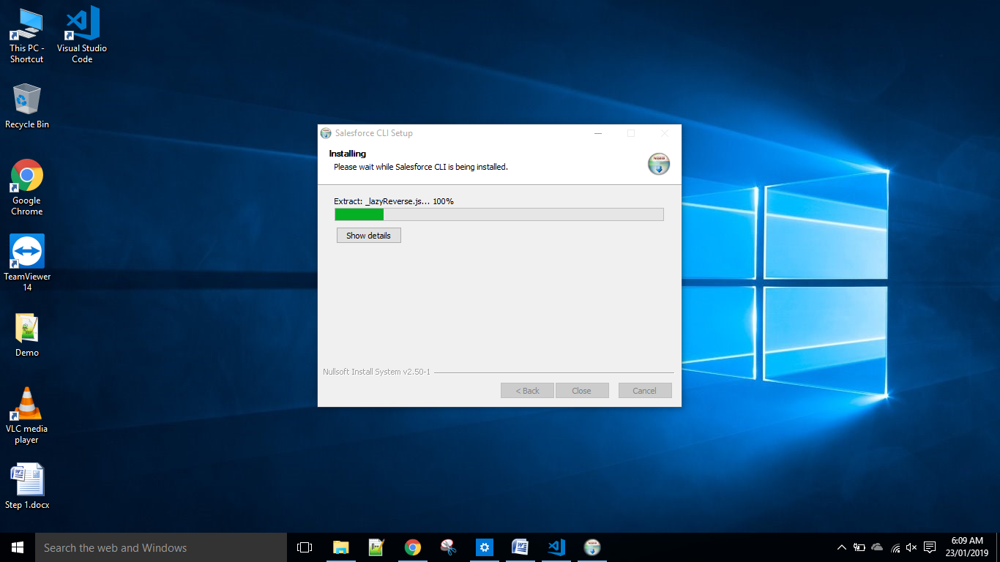 This PC -
Shortcut
Visual Studio
Code
Recycle Bin
Google
Chrome
TeamViewer
14
Demo
VLC media
player
Step 1.docx
Salesforce CLI Setup
Installing
Please wait while Salesforce CLI is being installed.
Extract: _lazyReverse.js... 100%
Show details
Nullsoft Install System v2.50-1
< Back
Close
Cancel
Search the web and Windows
6:09 AM
23/01/2019